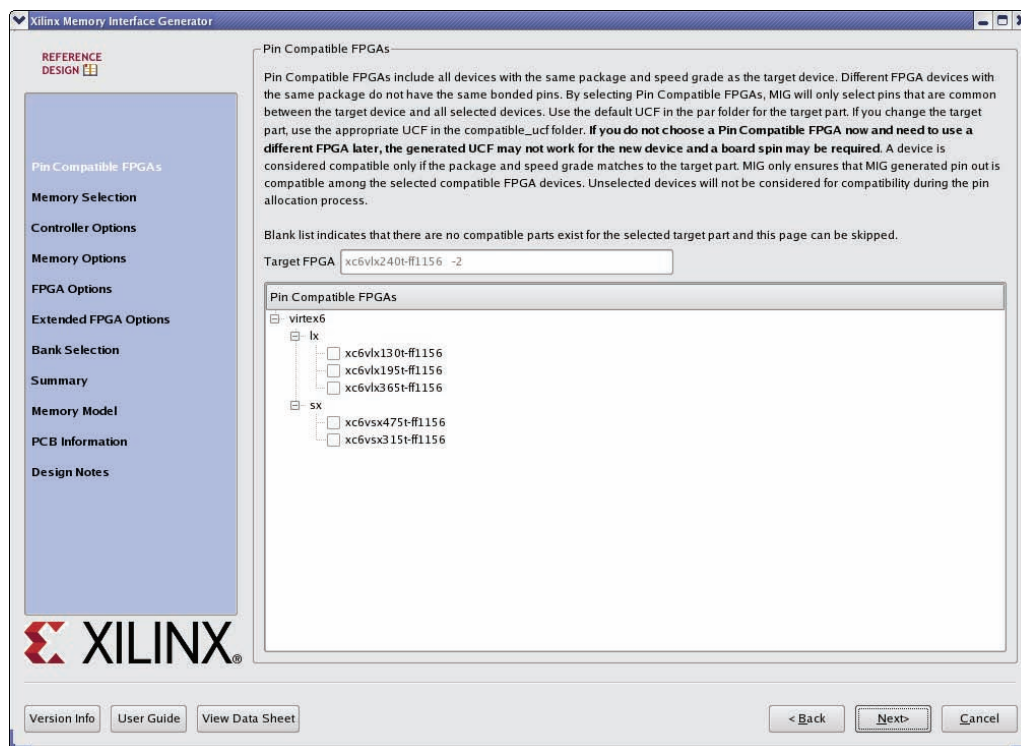 Xilinx Memory Interface Generator
REFERENCE
DESIGN
Pin Compatible FPGAs
Memory Selection
Controller Options
Memory Options
FPGA Options
Extended FPGA Options
Bank Selection
Summary
Memory Model
PCB Information
Design Notes
XILINX®
Pin Compatible FPGAs
Pin Compatible FPGAs include all devices with the same package and speed grade as the target device. Different FPGA devices with
the same package do not have the same bonded pins. By selecting Pin Compatible FPGAs, MIG will only select pins that are common
between the target device and all selected devices. Use the default UCF in the par folder for the target part. If you change the target
part, use the appropriate UCF in the compatible_ucf folder. If you do not choose a Pin Compatible FPGA now and need to use a
different FPGA later, the generated UCF may not work for the new device and a board spin may be required. A device is
considered compatible only if the package and speed grade matches to the target part. MIG only ensures that MIG generated pin out is
compatible among the selected compatible FPGA devices. Unselected devices will not be considered for compatibility during the pin
allocation process.
Blank list indicates that there are no compatible parts exist for the selected target part and this page can be skipped.
Target FPGA xc6vlx240t-ff1156 -2
Pin Compatible FPGAs
virtex6
lx
xc6vlx130t-ff1156
xc6vlx195t-ff1156
xc6vlx365t-ff1156
sx
xc6vsx475t-ff1156
xc6vsx315t-ff1156
Version Info User Guide View Data Sheet < Back Next> Cancel